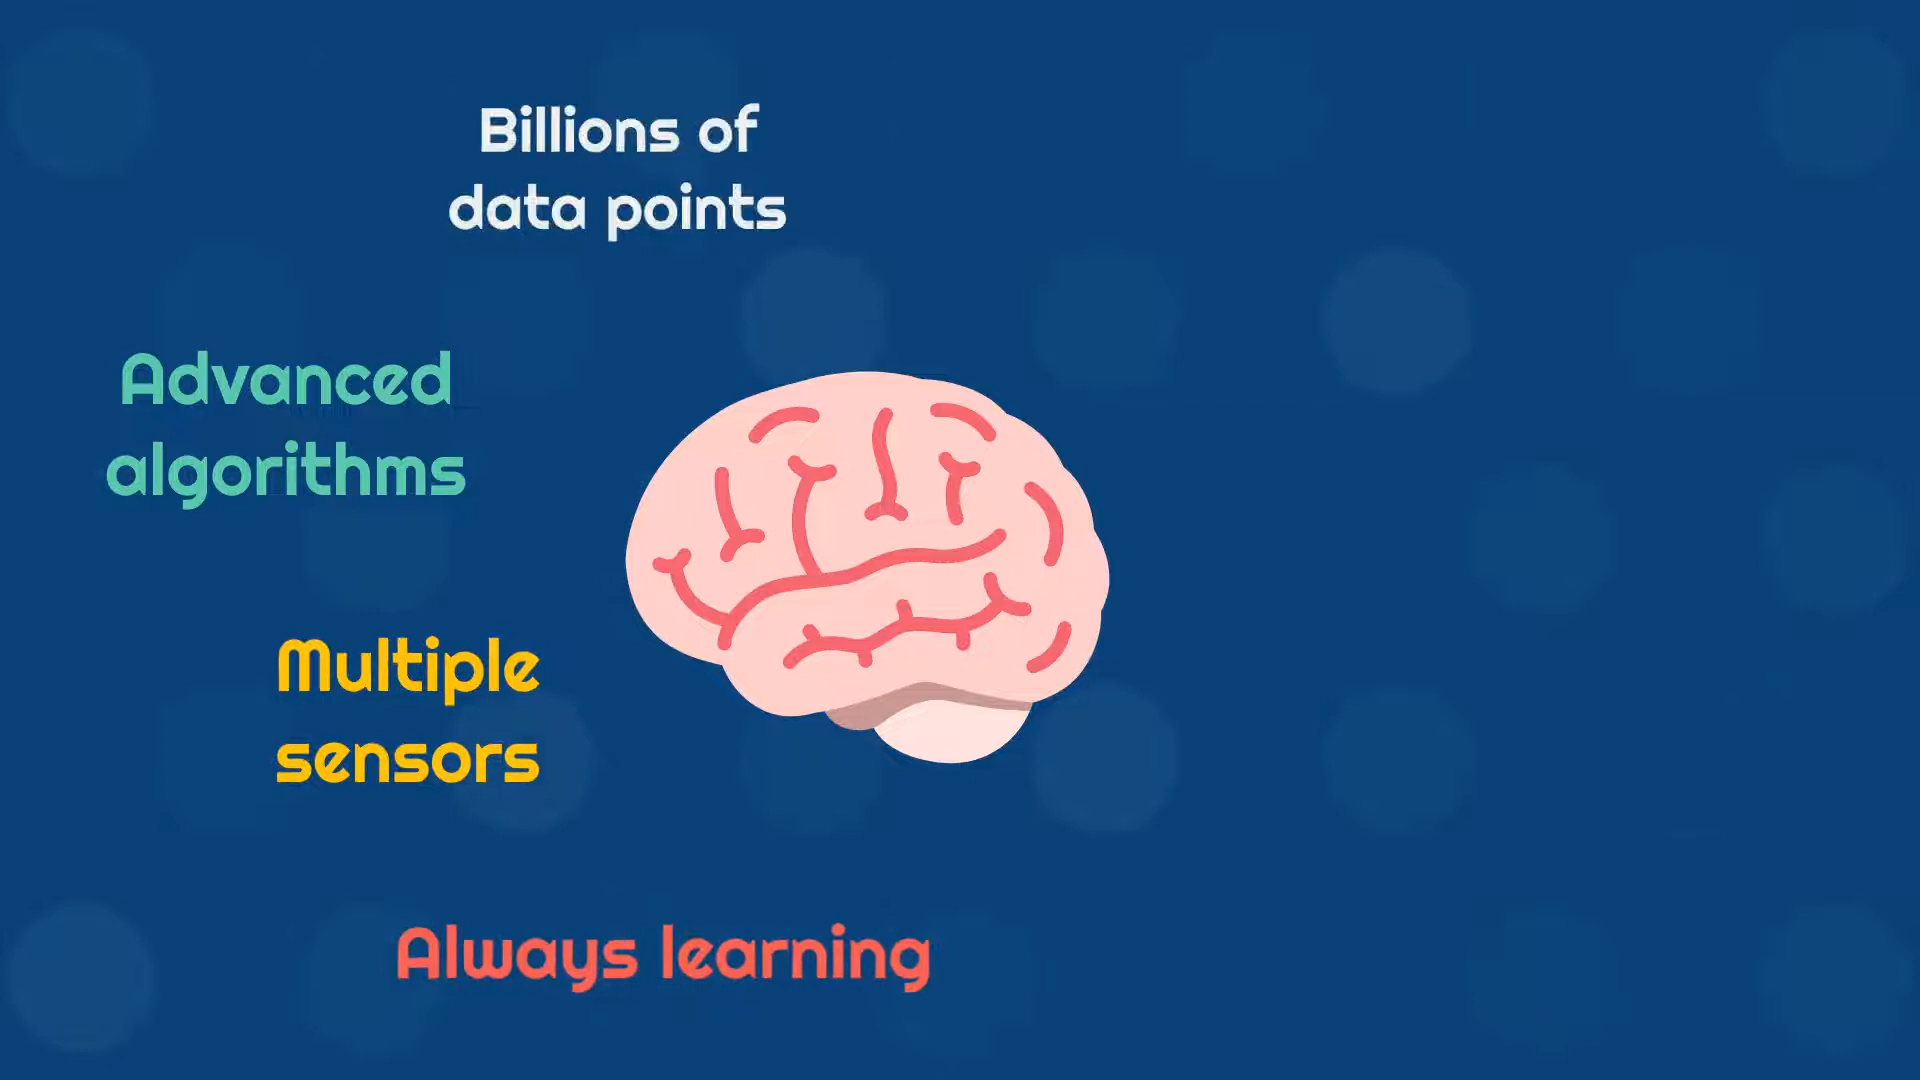 Billions of
data points
Advanced
algorithms
Multiple
sensors
Always learning